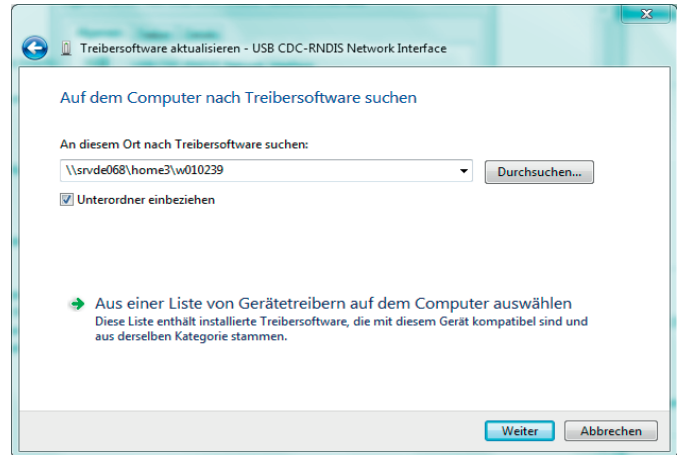 Treibersoftware aktualisieren - USB CDC-RNDIS Network Interface
Auf dem Computer nach Treibersoftware suchen
An diesem Ort nach Treibersoftware suchen:
\\srvde068\home3\w010239
Durchsuchen...
Unterordner einbeziehen
Aus einer Liste von Gerätetreibern auf dem Computer auswählen
Diese Liste enthält installierte Treibersoftware, die mit diesem Gerät kompatibel sind und
aus derselben Kategorie stammen.
Weiter
Abbrechen